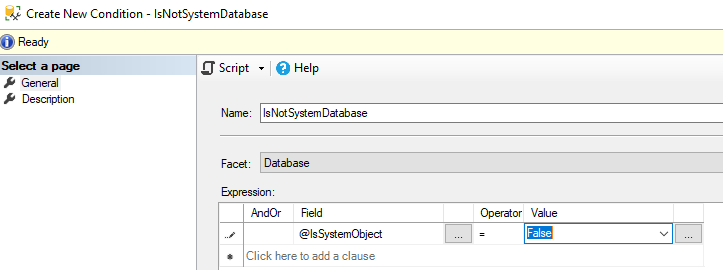 Create New Condition - IsNotSystemDatabase
Ready
Select a page
General
Description
Script
Help
Name:
IsNotSystemDatabase
Facet:
Database
Expression:
AndOr Field Operator Value
@IsSystemObject ... = False ...
Click here to add a clause